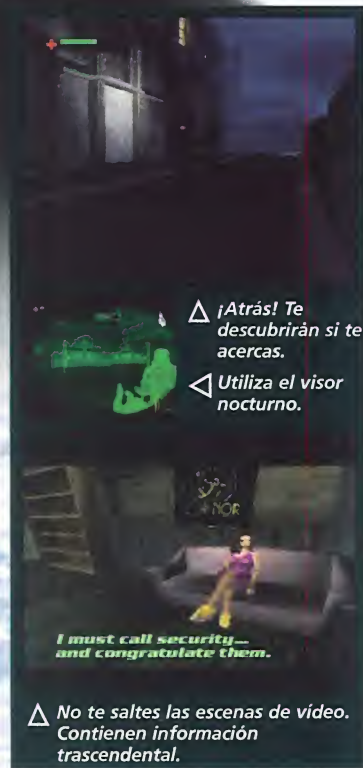 ¡Atrás! Te
descubrirán si te
acercas.
Utiliza el visor
nocturno.
I must call security...
and congratulate them.
No te saltes las escenas de vídeo.
Contienen información
trascendental.